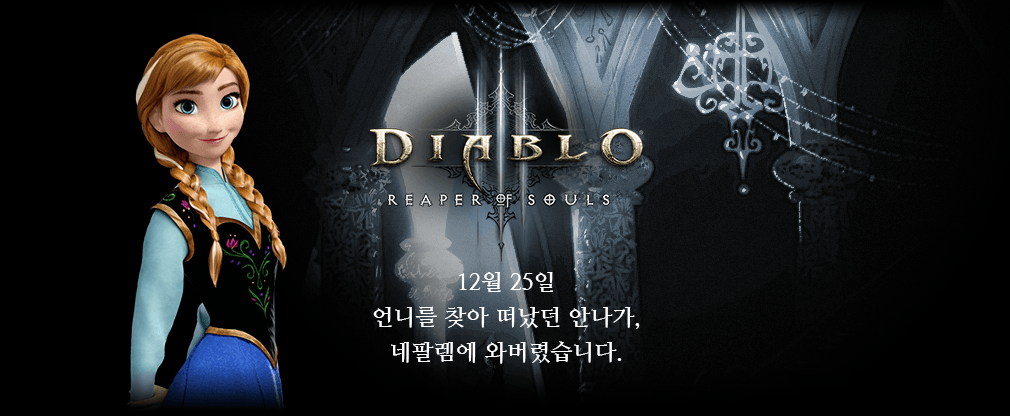 DIABLO
REAPER OF SOULS
12월 25일
언니를 찾아 떠났던 안나가,
네팔렘에 와버렸습니다.